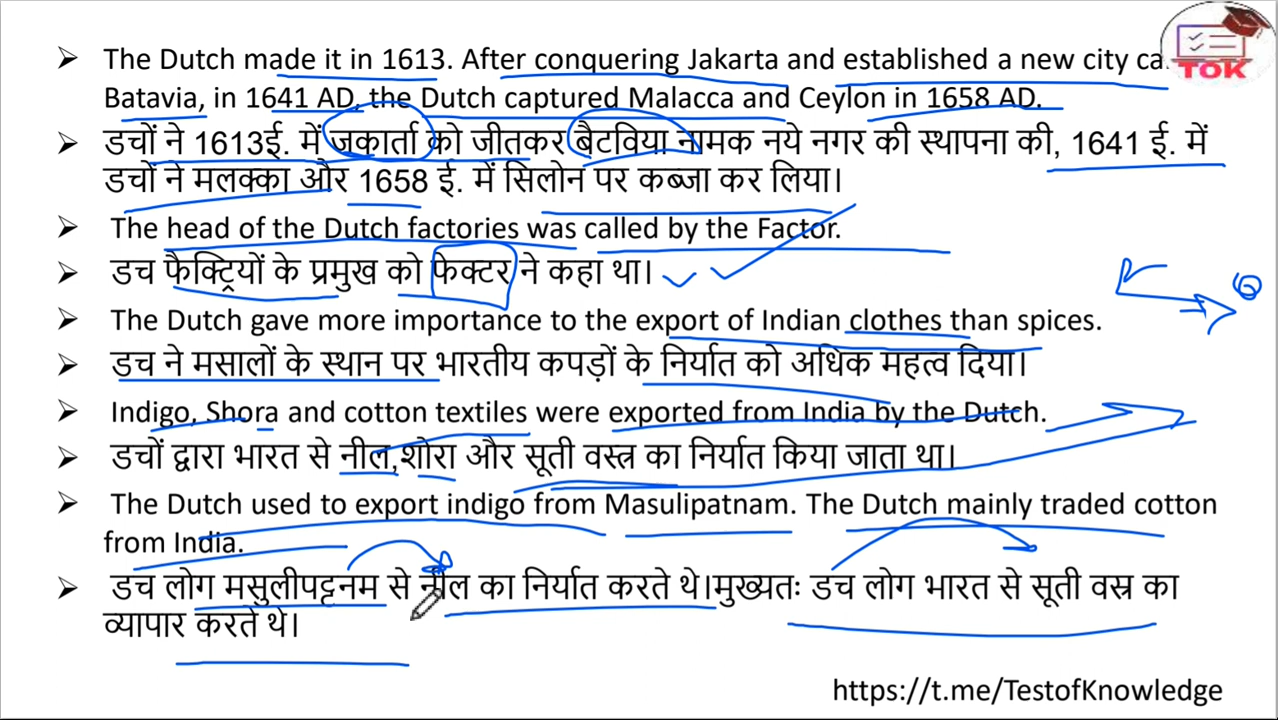 ➢ The Dutch made it in 1613. After conquering Jakarta and established a new city ca
Batavia, in 1641 AD, the Dutch captured Malacca and Ceylon in 1658 AD.
➢ डचों ने 1613ई. में जकार्ता को जीतकर बैटविया नामक नये नगर की स्थापना की, 1641 ई. में
डचों ने मलक्का और 1658 ई. में सिलोन पर कब्जा कर लिया।
➢ The head of the Dutch factories was called by the Factor.
➢ डच फैक्ट्रियों के प्रमुख को फेक्टर ने कहा था।
➢ The Dutch gave more importance to the export of Indian clothes than spices.
➢ डच ने मसालों के स्थान पर भारतीय कपड़ों के निर्यात को अधिक महत्व दिया।
➢ Indigo, Shora and cotton textiles were exported from India by the Dutch.
➢ डचों द्वारा भारत से नील,शोरा और सूती वस्त्र का निर्यात किया जाता था।
➢ The Dutch used to export indigo from Masulipatnam. The Dutch mainly traded cotton
from India.
➢ डच लोग मसुलीपट्टनम से नील का निर्यात करते थे।मुख्यतः डच लोग भारत से सूती वस्त्र का
व्यापार करते थे।
https://t.me/TestofKnowledge
TOK